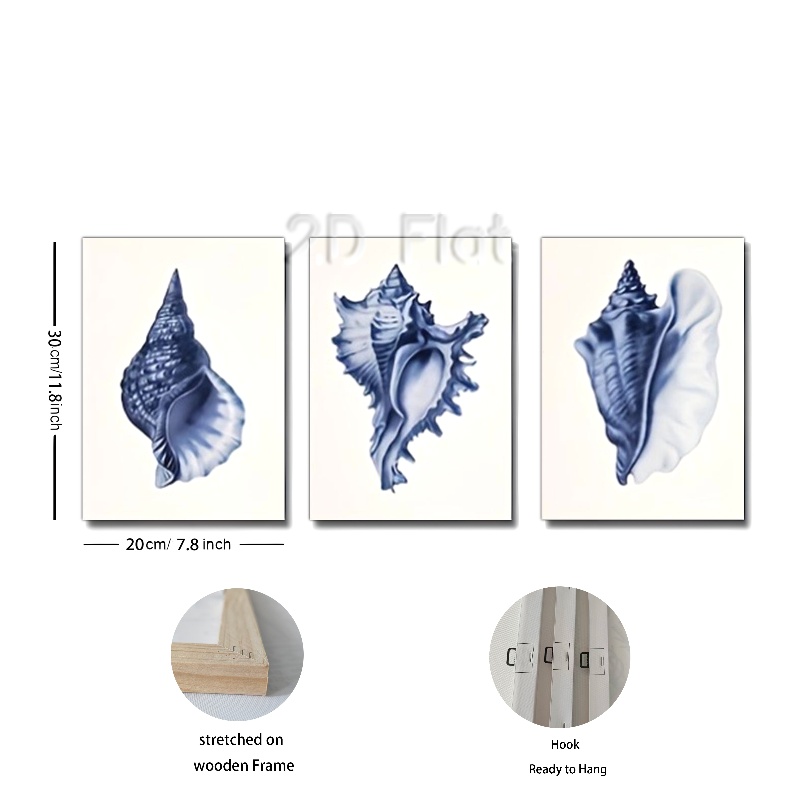 2D Flat
30cm/11.8inch
20cm/ 7.8 inch
stretched on
wooden Frame
Hook
Ready to Hang